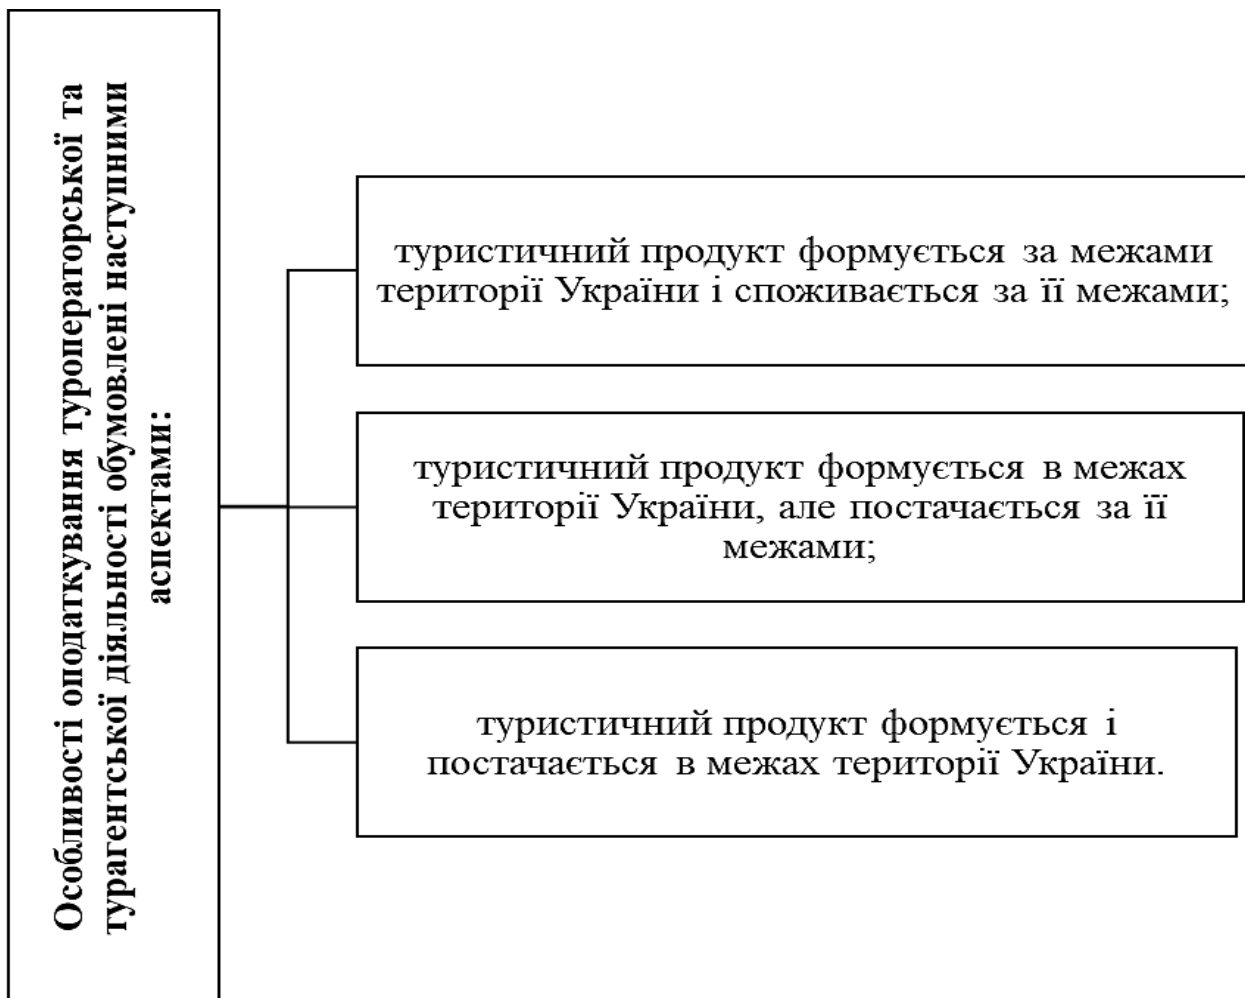 Особливості оподаткування туроператорської та
турагентської діяльності обумовлені наступними
аспектами:
туристичний продукт формується за межами
території України і споживається за її межами;
туристичний продукт формується в межах
території України, але постачається за її
межами;
туристичний продукт формується і
постачається в межах території України.